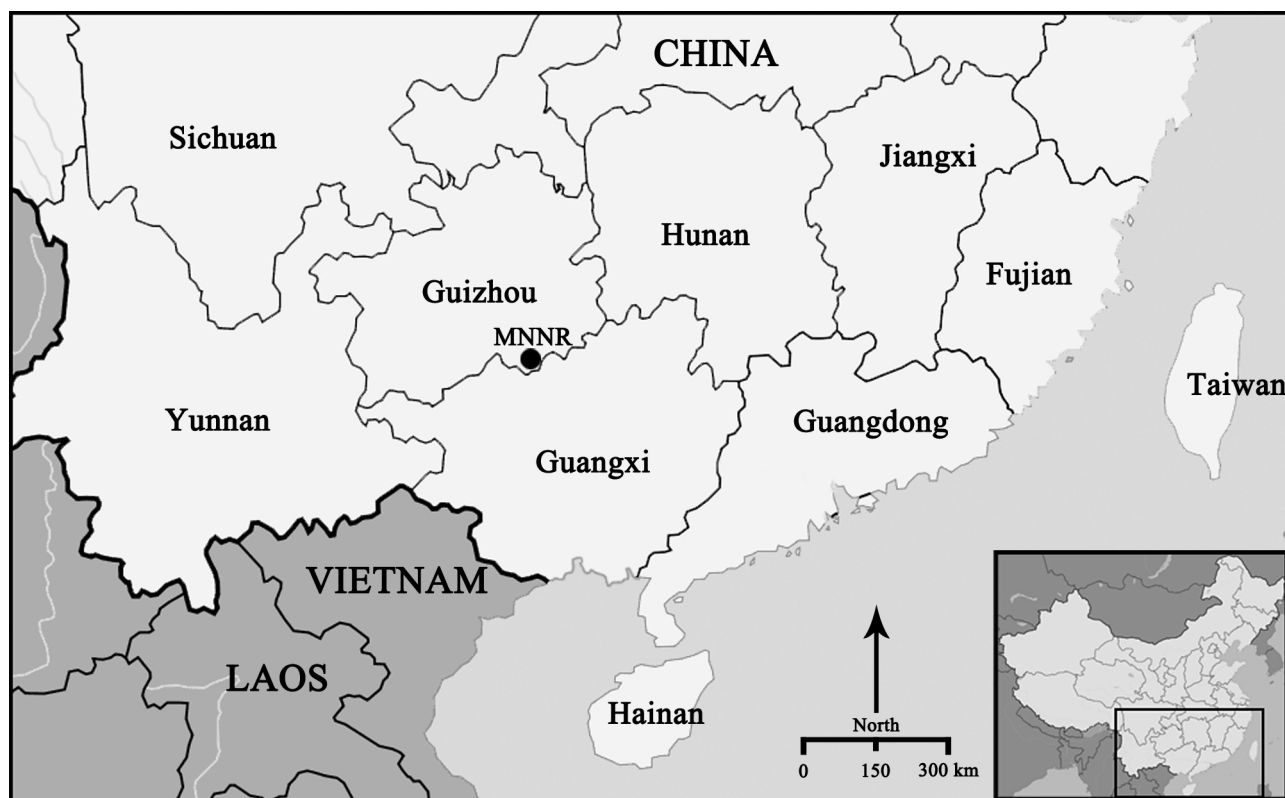 CHINA
Sichuan
Jiangxi
Hunan
Fujian
Guizhou
MNNR
Taiwan
Yunnan
Guangdong
Guangxi
VIETNAM
LAOS
Hainan
North
0 150 300 km